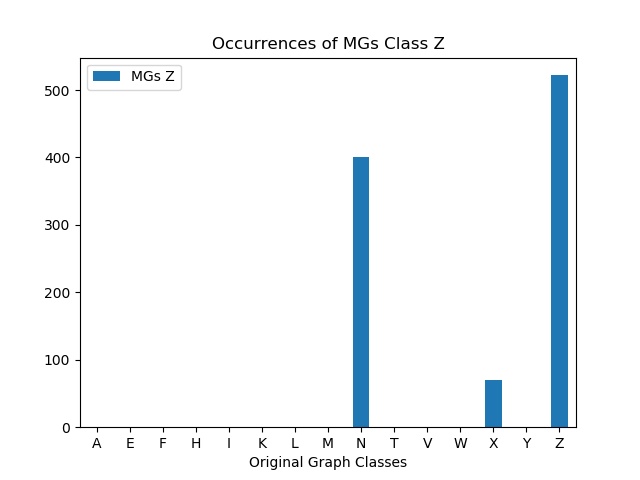 Occurrences of MGs Class Z
MGs Z
500
400
300
200
100
0
A E F H I K L M N T V W X Y Z
Original Graph Classes